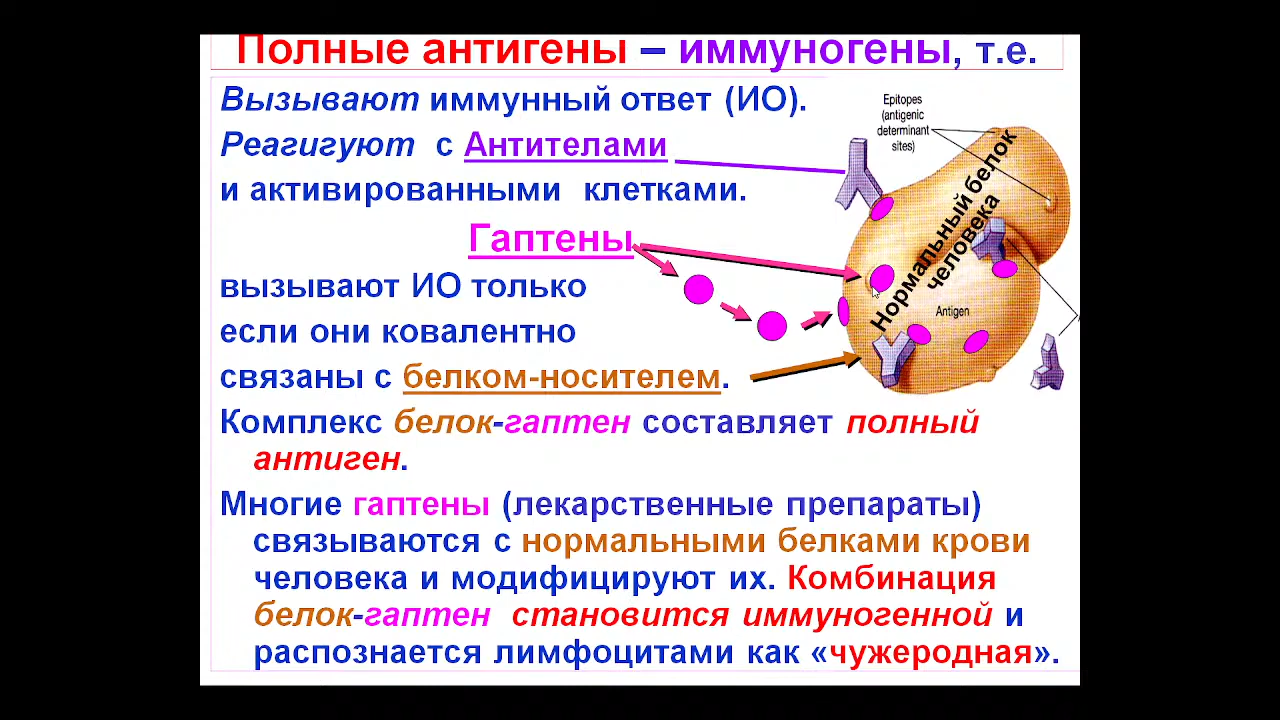 Полные антигены – иммуногены, т.е.
Вызывают иммунный ответ (ИО).
Реагигуют с Антителами
и активированными клетками.
Гаптены
вызывают ИО только
если они ковалентно
связаны с белком-носителем.
Комплекс белок-гаптен составляет полный
антиген.
Многие гаптены (лекарственные препараты)
связываются с нормальными белками крови
человека и модифицируют их. Комбинация
белок-гаптен становится иммуногенной и
распознается лимфоцитами как «чужеродная».
Epitopes
(antigenic
determinant
sites)
Нормальный белок
человека
Antigen